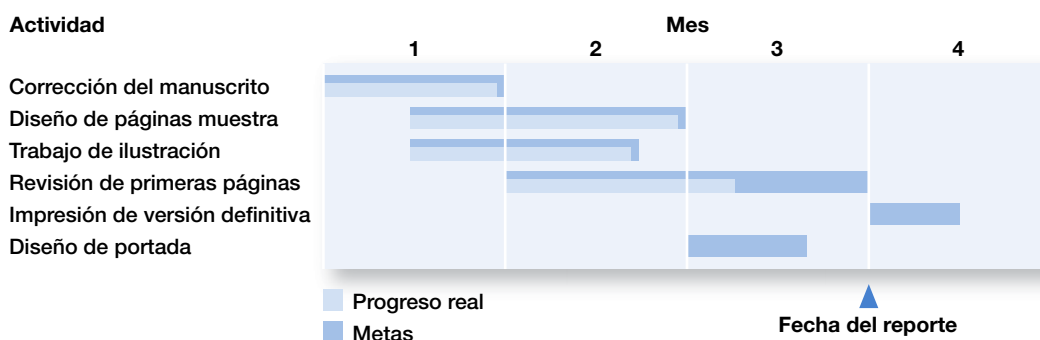 Actividad
Mes
1 2 3 4
Corrección del manuscrito
Diseño de páginas muestra
Trabajo de ilustración
Revisión de primeras páginas
Impresión de versión definitiva
Diseño de portada
Progreso real
Metas
Fecha del reporte